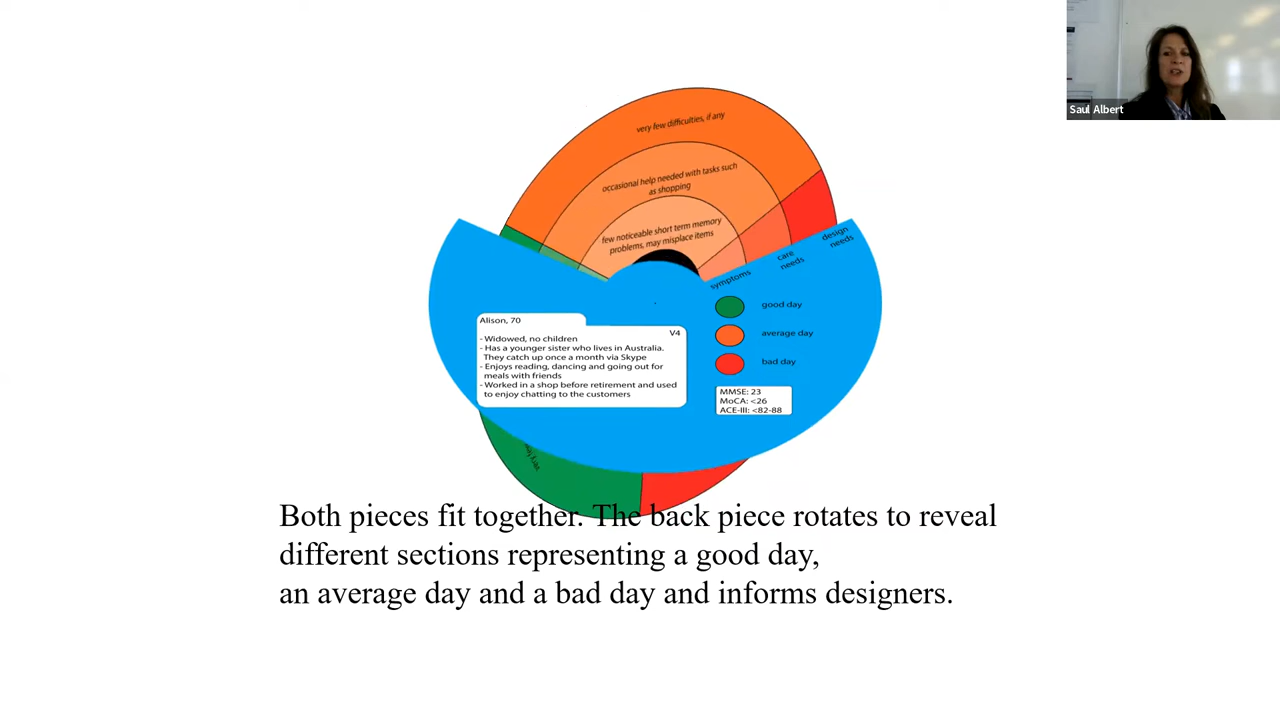 Saul Albert
very few difficulties, if any
occasional help needed with tasks such
as shopping
few noticeable short term memory
problems, may misplace items
symptoms
care
needs
design
needs
good day
average day
bad day
Alison, 70
V4
- Widowed, no children
- Has a younger sister who lives in Australia.
They catch up once a month via Skype
- Enjoys reading, dancing and going out for
meals with friends
- Worked in a shop before retirement and used
to enjoy chatting to the customers
MMSE: 23
MoCA: <26
ACE-III: <82-88
Both pieces fit together. The back piece rotates to reveal
different sections representing a good day,
an average day and a bad day and informs designers.